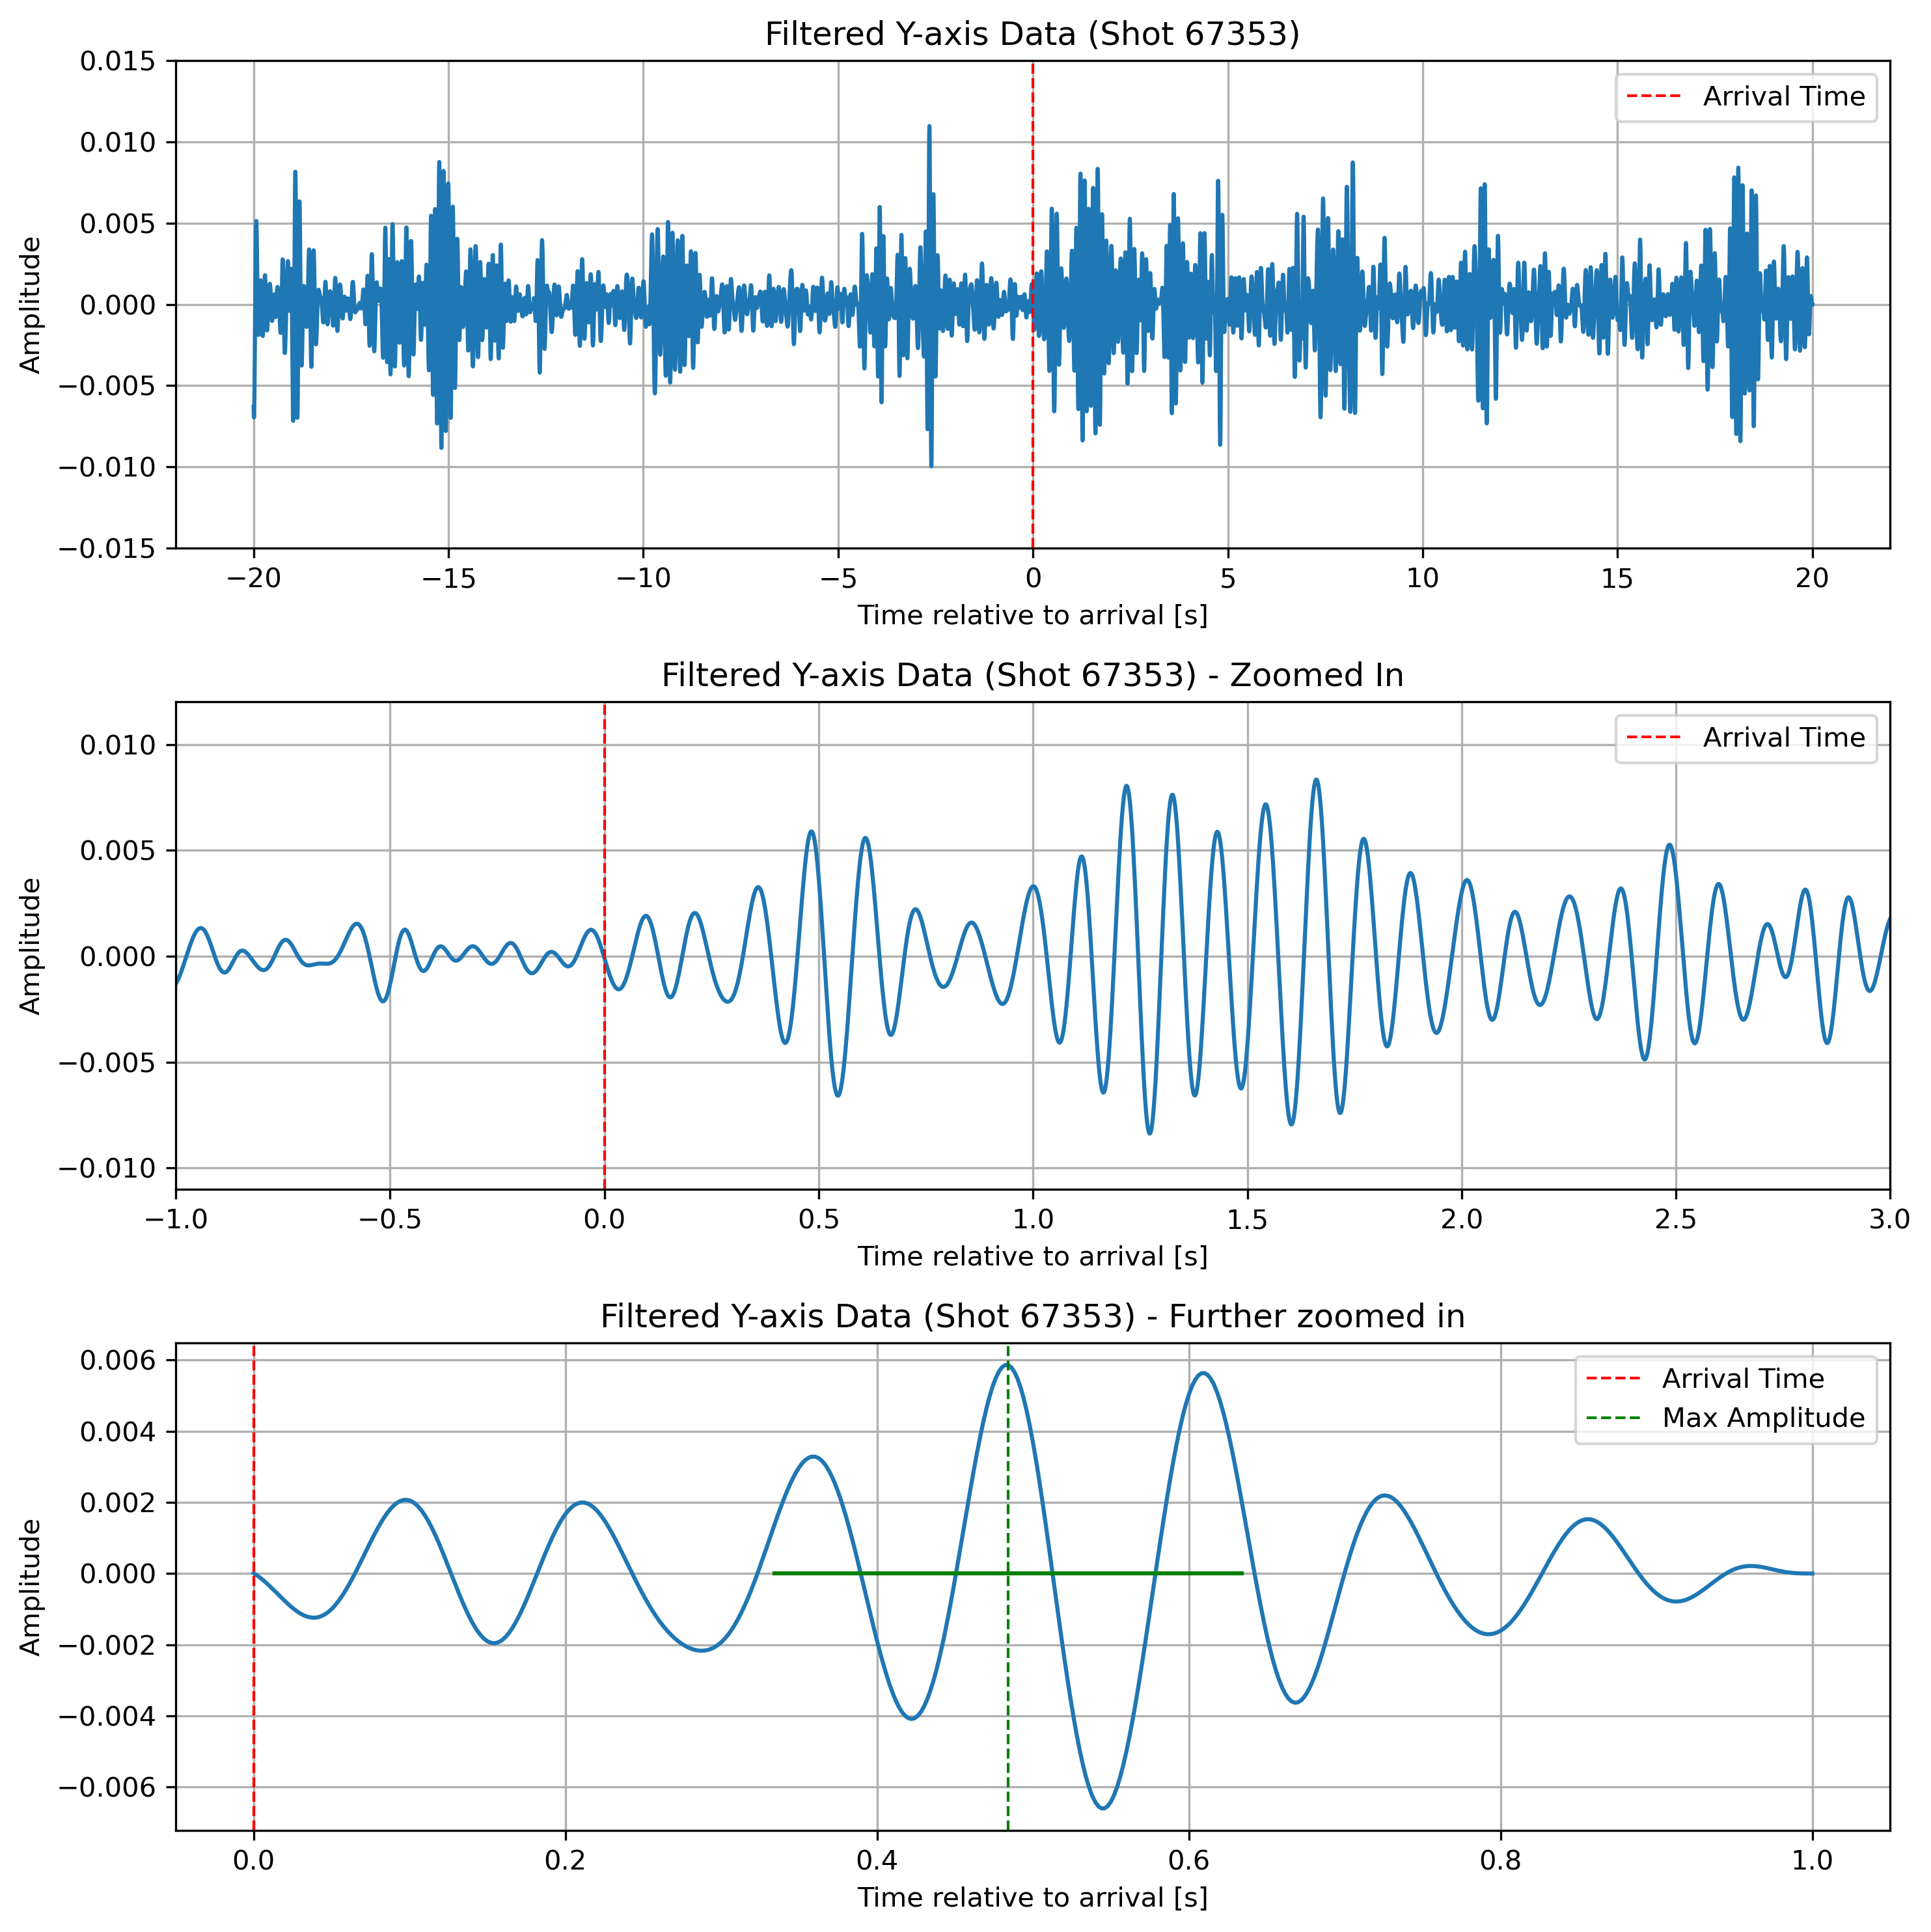 Filtered Y-axis Data (Shot 67353)
0.015
0.010
0.005
0.000
−0.005
−0.010
−0.015
Amplitude
Arrival Time
−20 −15 −10 −5 0 5 10 15 20
Time relative to arrival [s]
Filtered Y-axis Data (Shot 67353) - Zoomed In
0.010
0.005
0.000
−0.005
−0.010
Amplitude
Arrival Time
−1.0 −0.5 0.0 0.5 1.0 1.5 2.0 2.5 3.0
Time relative to arrival [s]
Filtered Y-axis Data (Shot 67353) - Further zoomed in
0.006
0.004
0.002
0.000
−0.002
−0.004
−0.006
Amplitude
Arrival Time
Max Amplitude
0.0 0.2 0.4 0.6 0.8 1.0
Time relative to arrival [s]